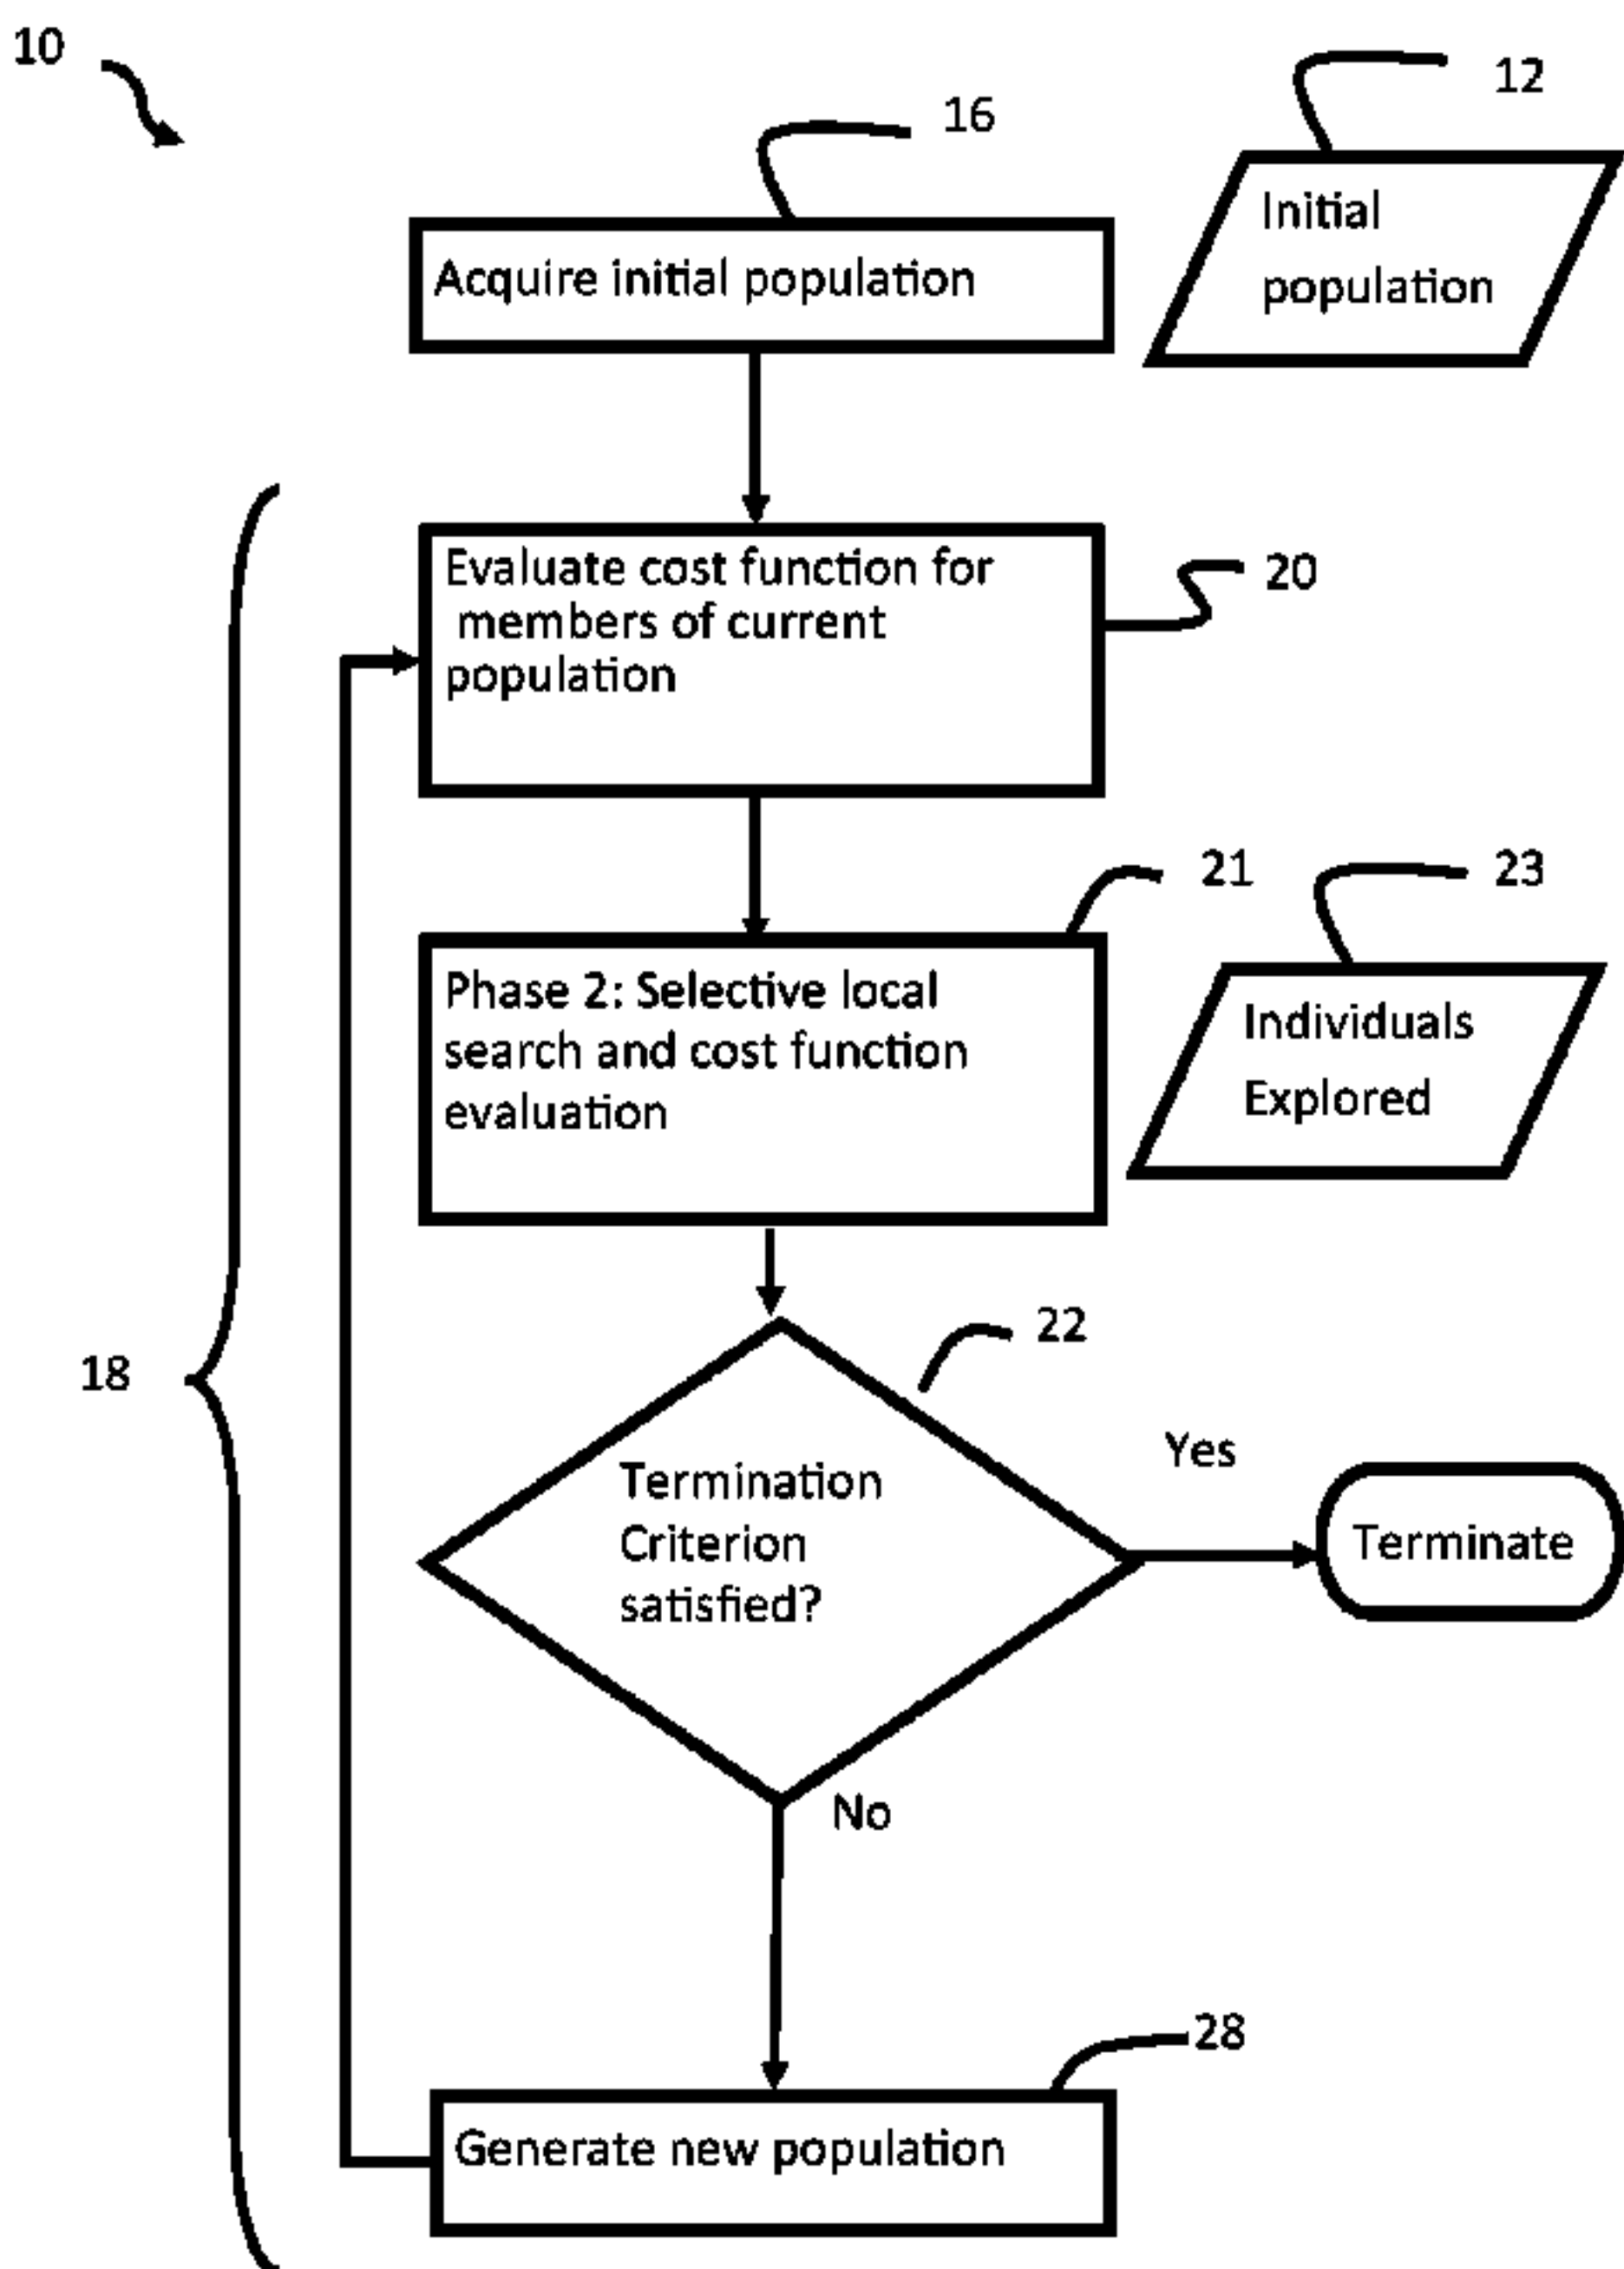 10
12
16
Initial
population
Acquire initial population
Evaluate cost function for
members of current
population
20
21
23
Phase 2: Selective local
search and cost function
evaluation
Individuals
Explored
22
18
Yes
Termination
Criterion
satisfied?
Terminate
No
28
Generate new population